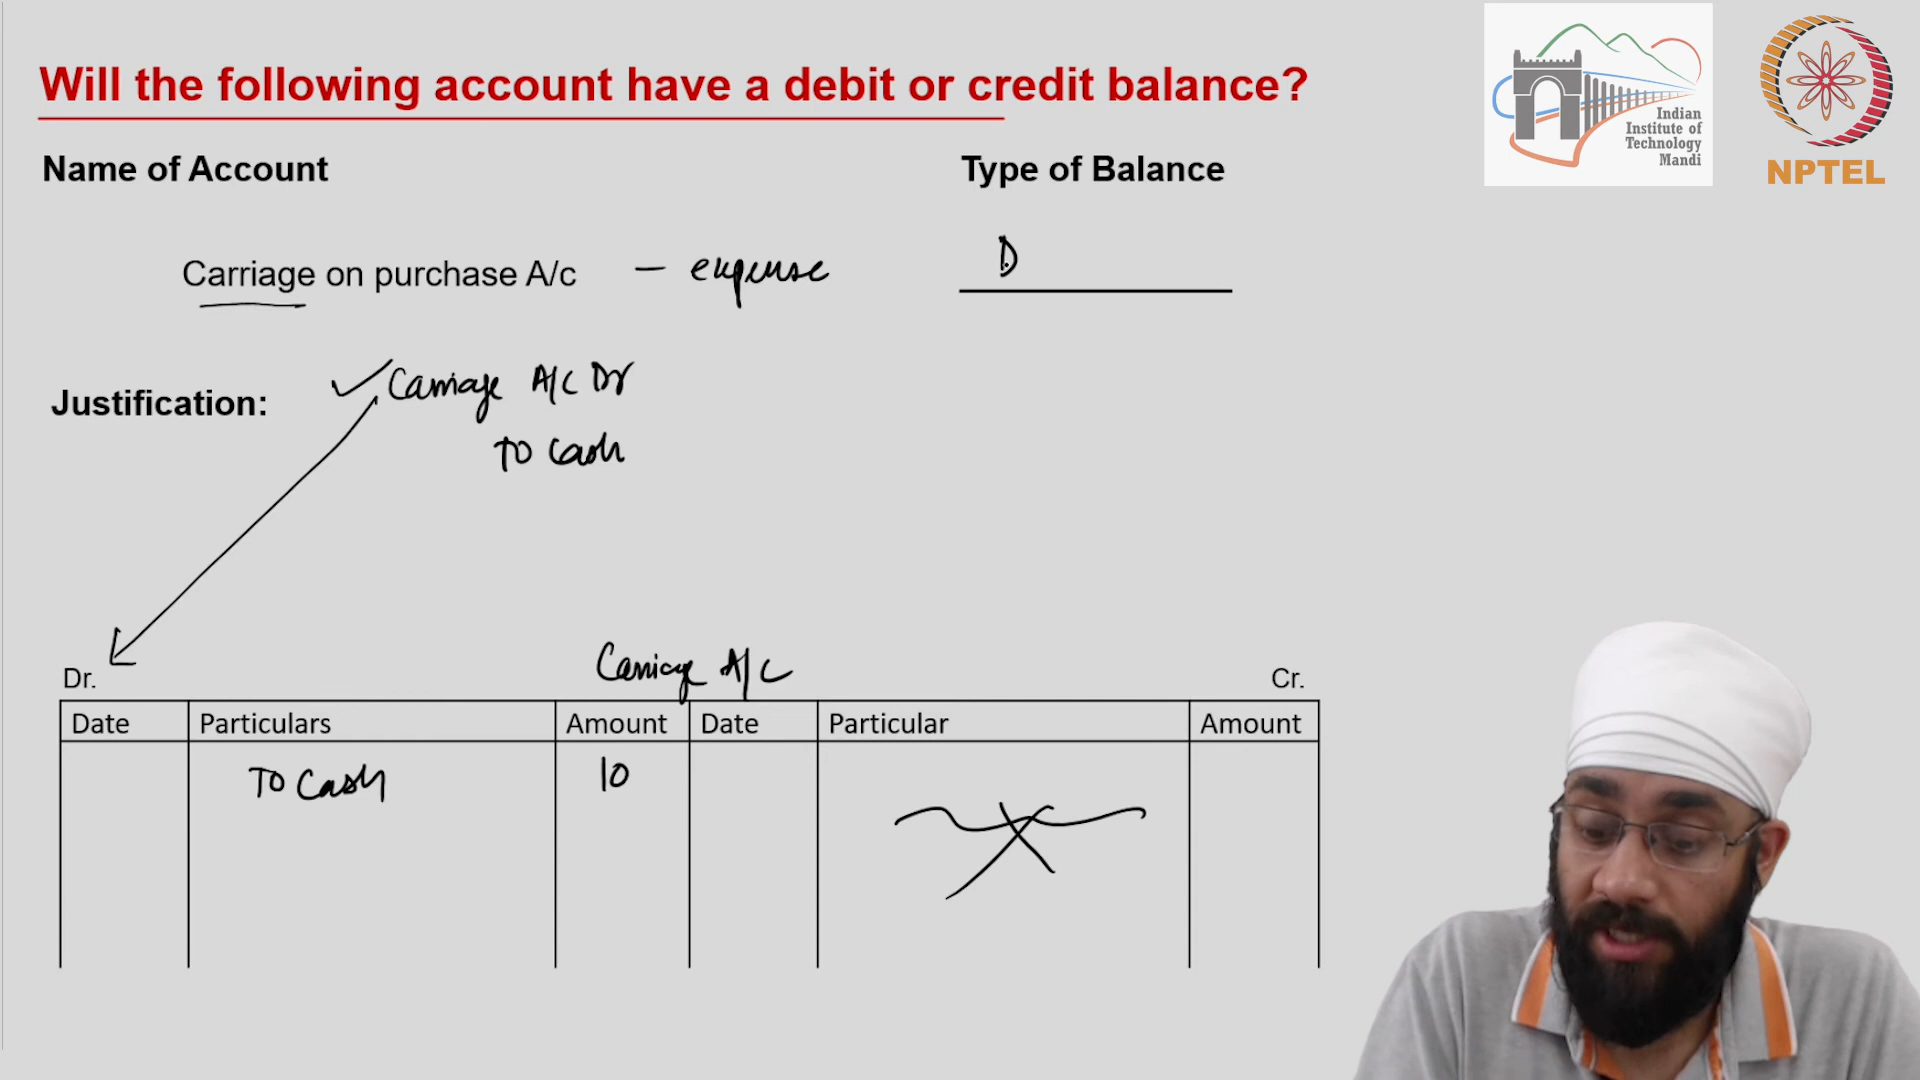 Will the following account have a debit or credit balance?
Indian
Institute of
Technology
Mandi
NPTEL
Name of Account
Type of Balance
Carriage on purchase A/c – expense
D
Justification:
Carriage A/C Dr
To Cash
Dr.
Carriage A/C
Cr.
Date Particulars Amount Date Particular Amount
To Cash 10